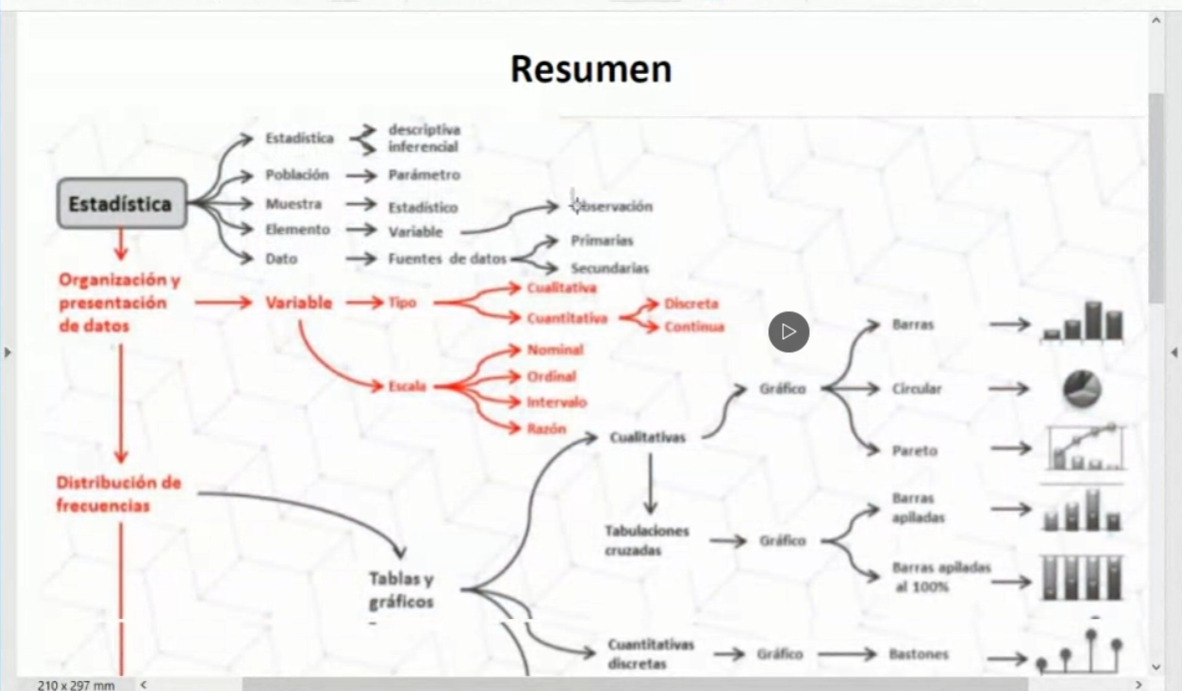 Resumen
Estadística
Estadística
descriptiva
inferencial
Población
Parámetro
Muestra
Estadístico
Elemento
Variable
Observación
Dato
Fuentes de datos
Primarias
Secundarias
Organización y
presentación
de datos
Variable
Tipo
Cualitativa
Cuantitativa
Discreta
Continua
Escala
Nominal
Ordinal
Intervalo
Razón
Distribución de
frecuencias
Tablas y
gráficos
Cualitativas
Gráfico
Barras
Circular
Pareto
Tabulaciones
cruzadas
Gráfico
Barras
apiladas
Barras apiladas
al 100%
Cuantitativas
discretas
Gráfico
Bastones
210 x 297 mm